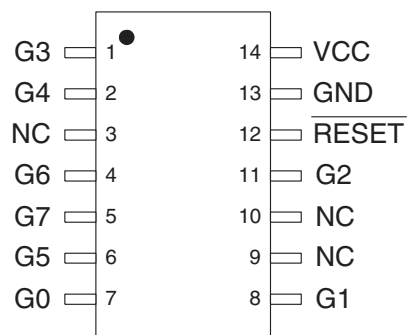 G3 1 14 VCC
G4 2 13 GND
NC 3 12 RESET
G6 4 11 G2
G7 5 10 NC
G5 6 9 NC
G0 7 8 G1